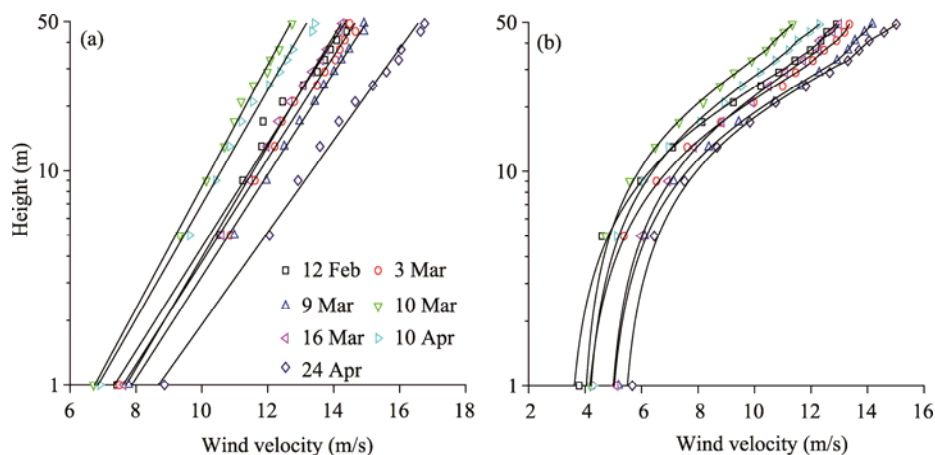 (a)
(b)
Height (m)
50
10
1
50
10
1
12 Feb
3 Mar
9 Mar
10 Mar
16 Mar
10 Apr
24 Apr
6 8 10 12 14 16 18
2 4 6 8 10 12 14 16
Wind velocity (m/s)
Wind velocity (m/s)